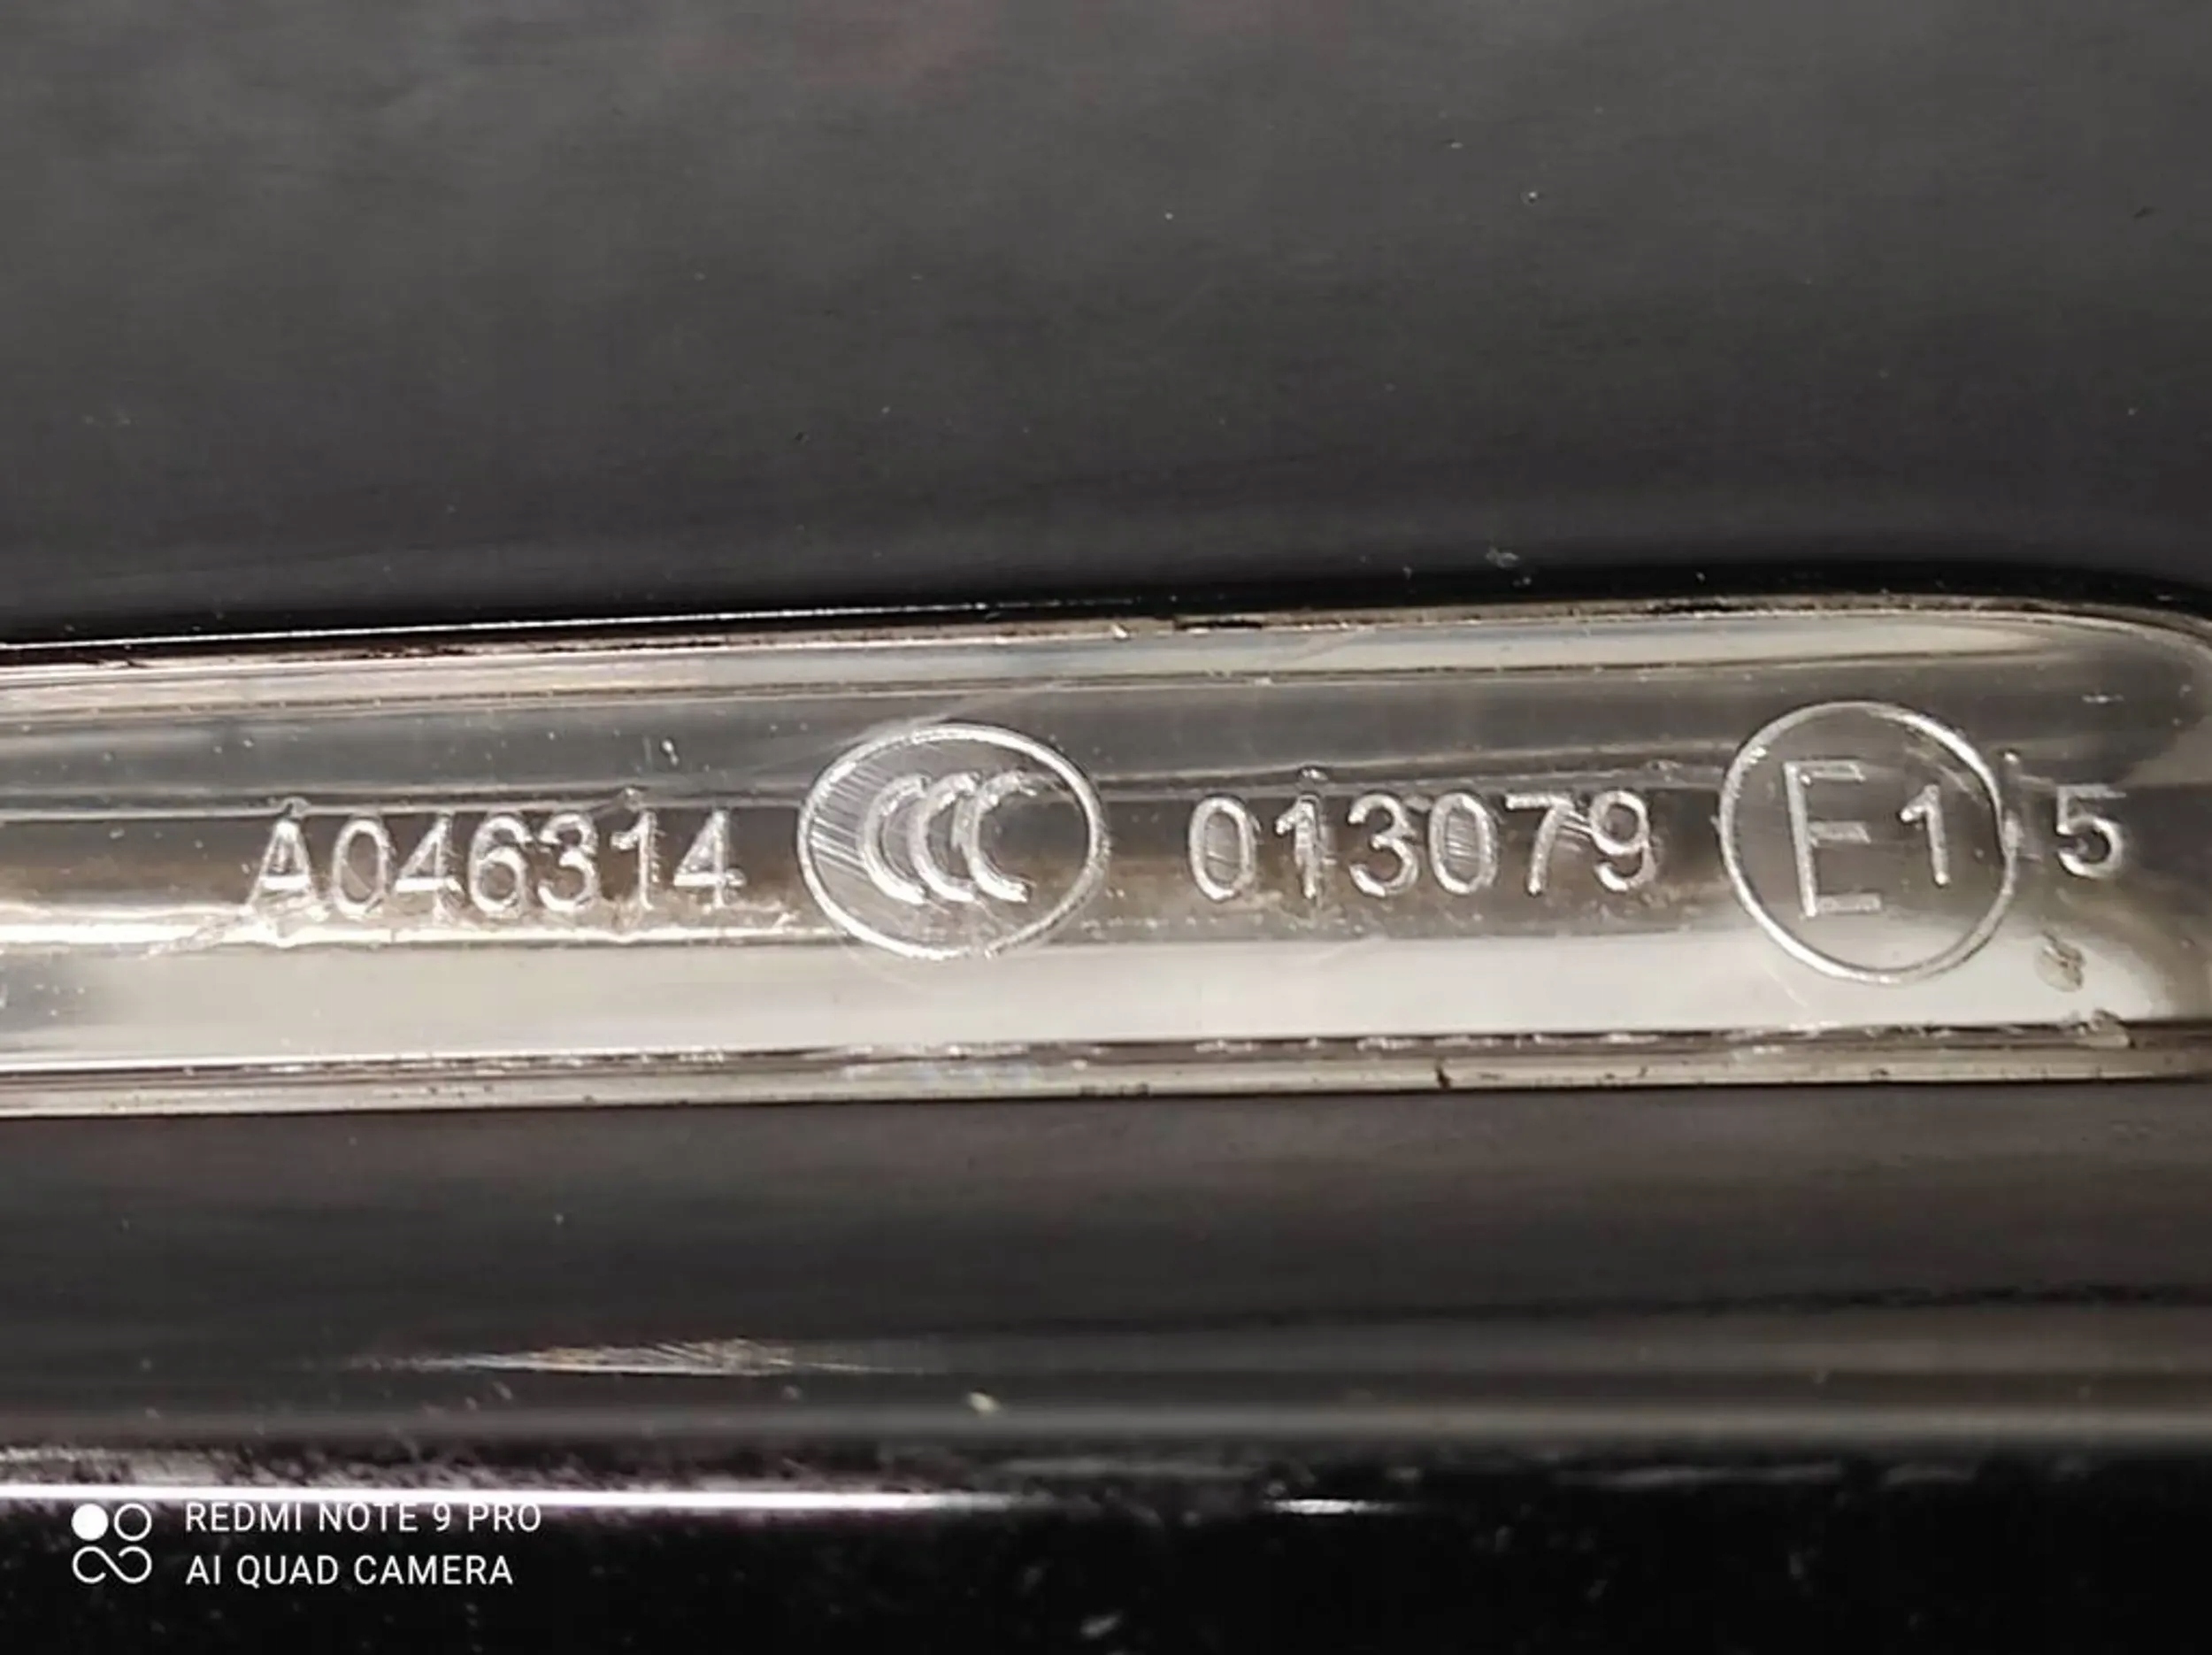 A046314 CCC 013079 E1 5
REDMI NOTE 9 PRO
AI QUAD CAMERA